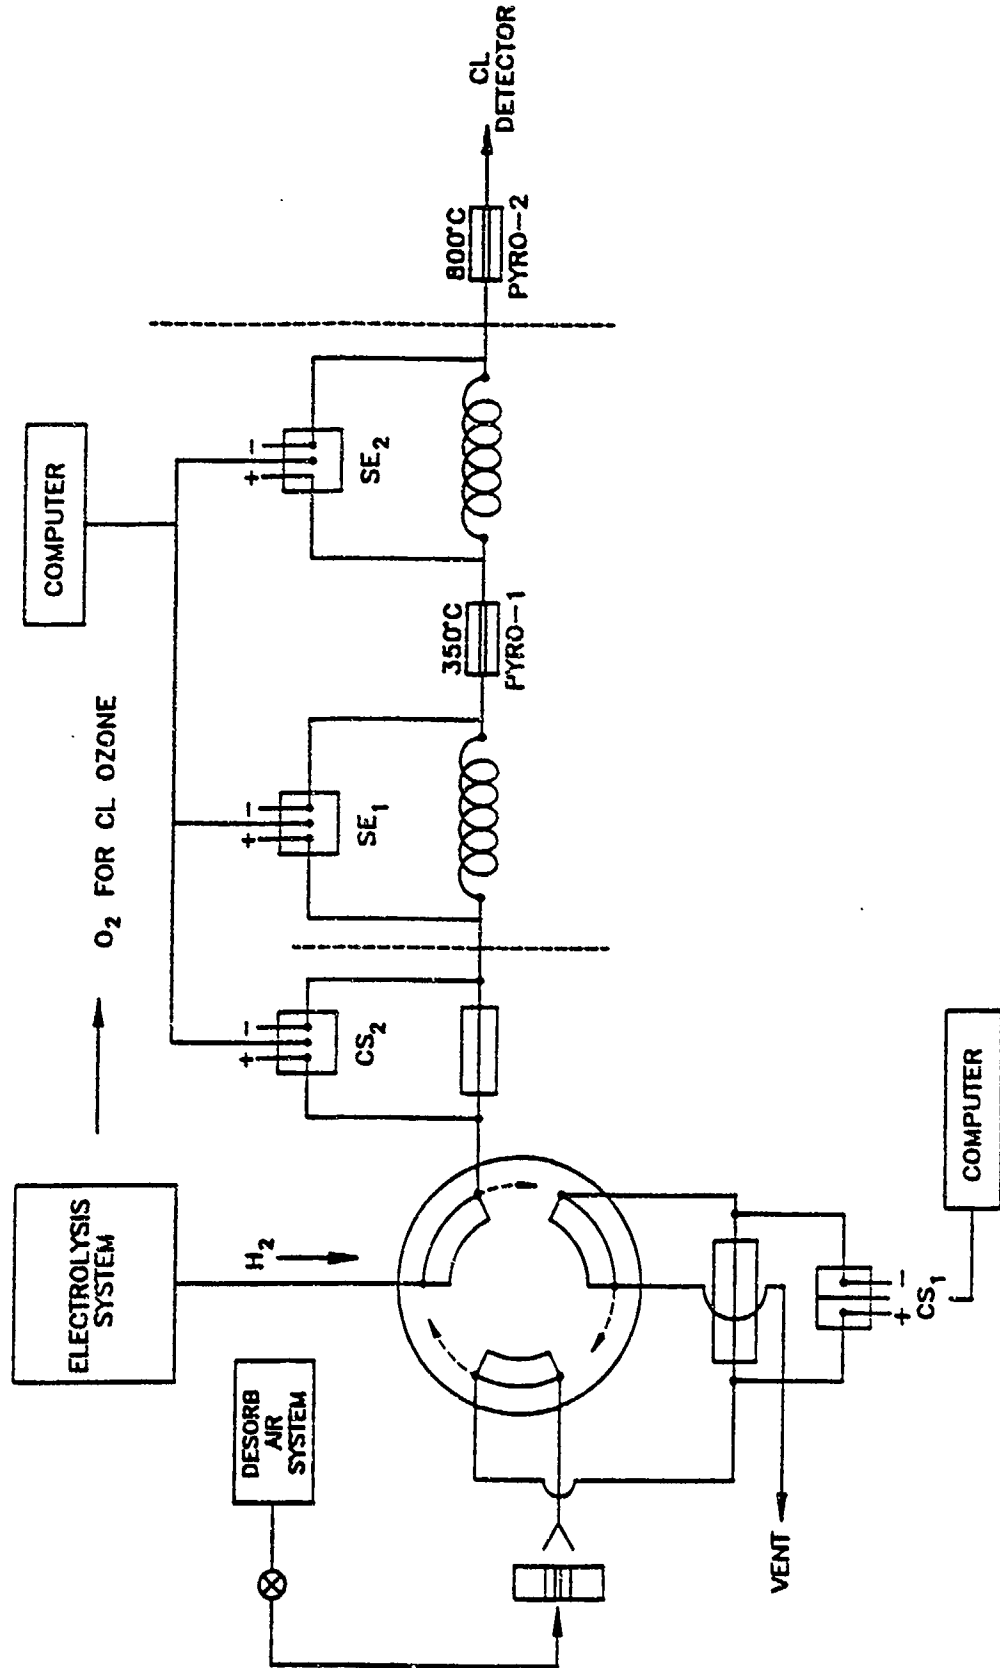 COMPUTER
O2 FOR CL OZONE
ELECTROLYSIS
SYSTEM
H2
DESORB
AIR
SYSTEM
+ -
CS2
+ -
SE1
+ -
SE2
350°C
PYRO-1
800°C
PYRO-2
CL
DETECTOR
+ -
CS1
COMPUTER
VENT